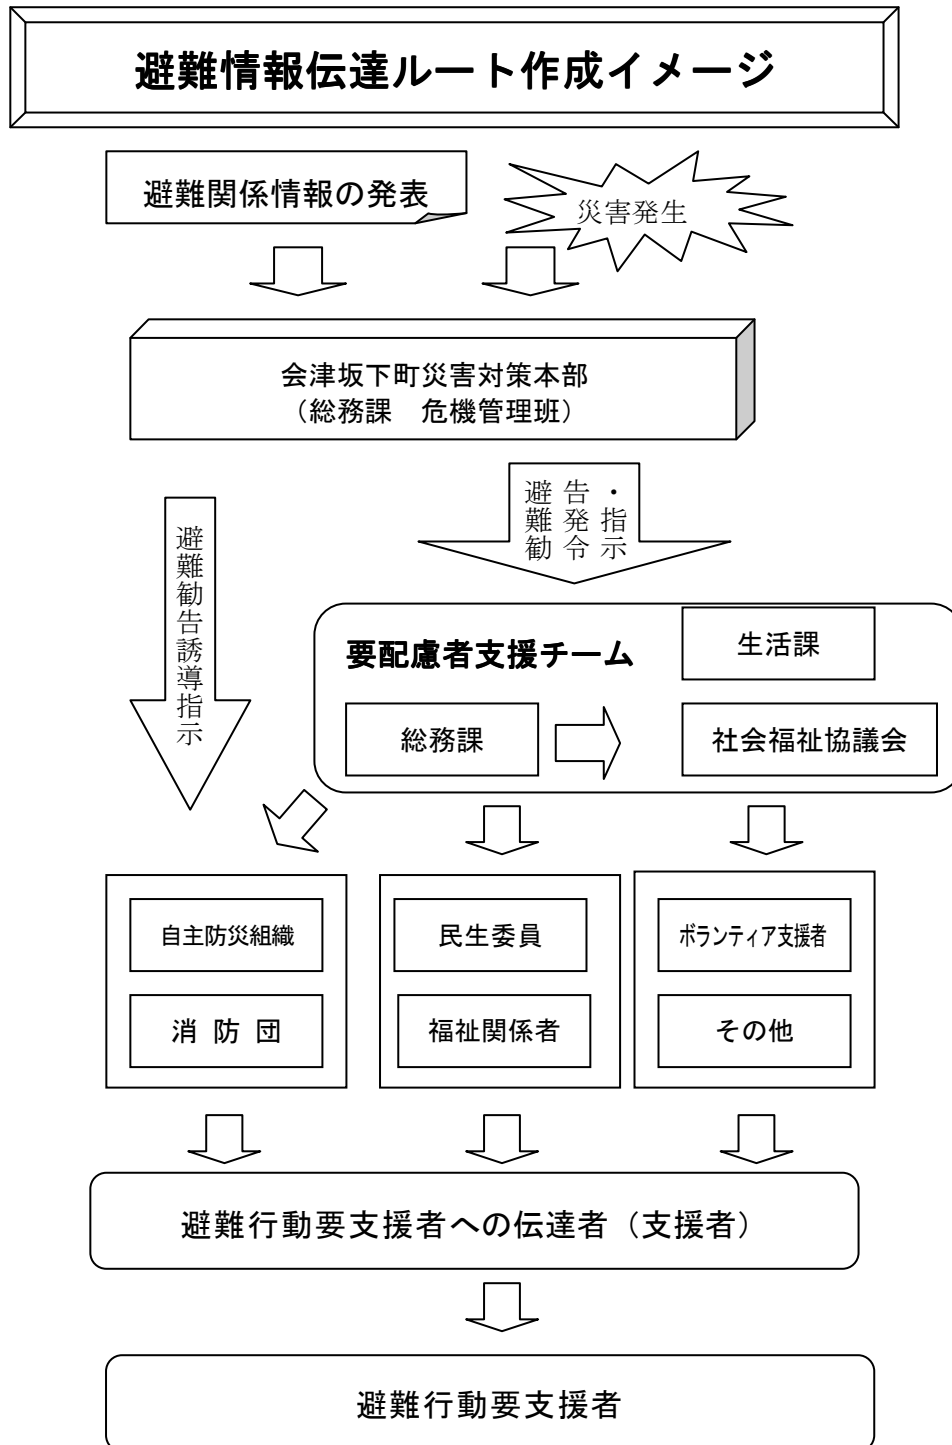 避難情報伝達ルート作成イメージ
避難関係情報の発表
災害発生
会津坂下町災害対策本部
（総務課　危機管理班）
避難勧告発令・指示
避難勧告誘導指示
要配慮者支援チーム
生活課
総務課
社会福祉協議会
自主防災組織
民生委員
ボランティア支援者
消 防 団
福祉関係者
その他
避難行動要支援者への伝達者（支援者）
避難行動要支援者